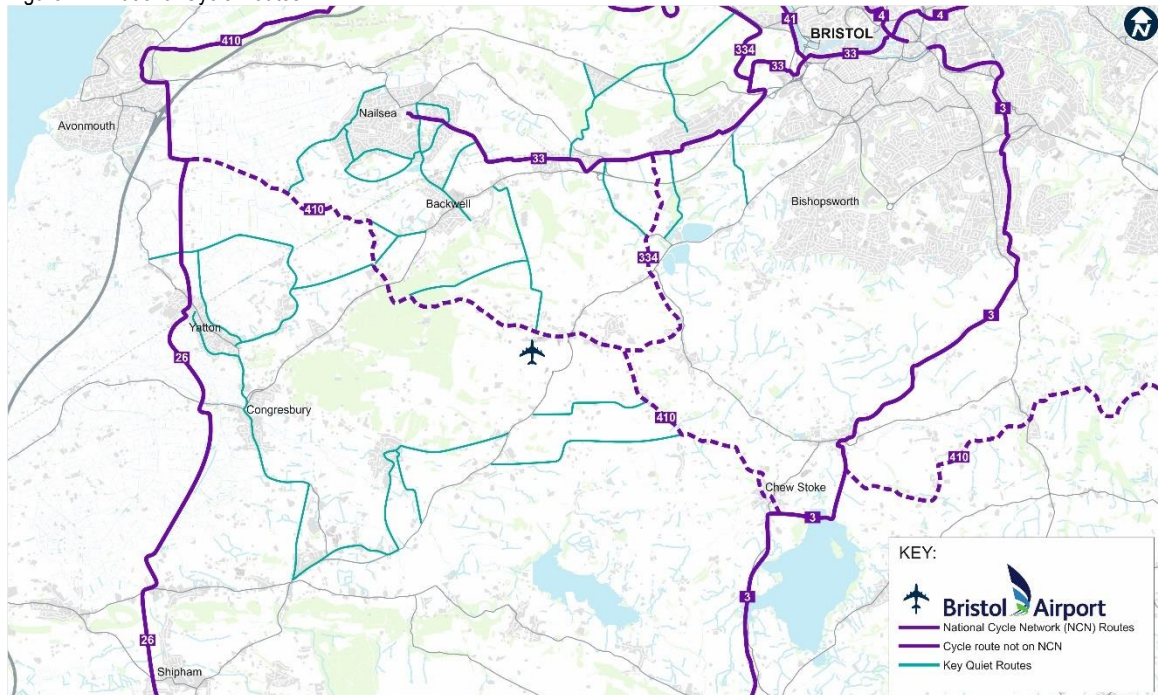 410
41
4
4
BRISTOL
334
33
33
3
Nailsea
Avonmouth
33
410
Backwell
Bishopsworth
334
3
Yatton
26
Congresbury
410
410
Chew Stoke
3
KEY:
Bristol Airport
National Cycle Network (NCN) Routes
Cycle route not on NCN
Key Quiet Routes
3
26
Shipham
N